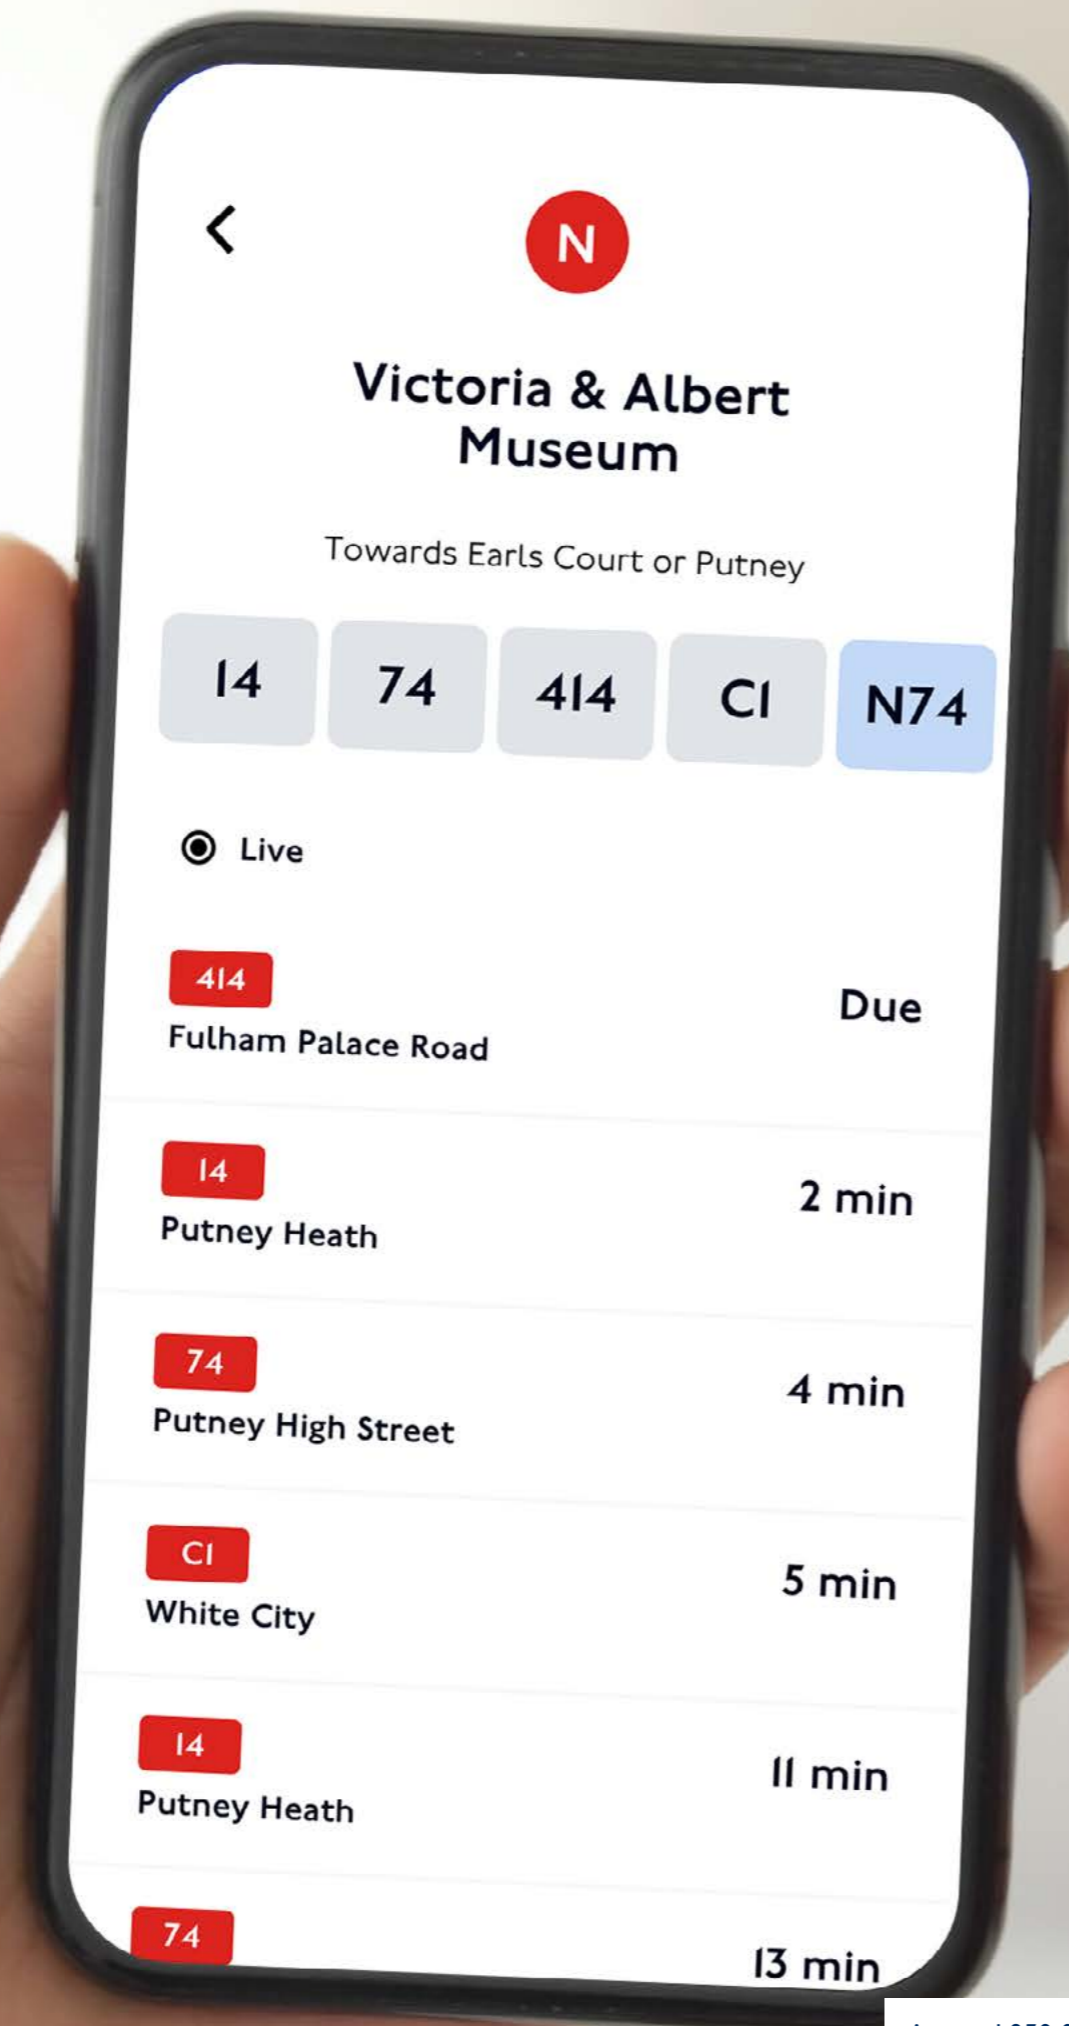 N
Victoria & Albert
Museum
Towards Earls Court or Putney
14 74 414 C1 N74
Live
414
Due
Fulham Palace Road
14
2 min
Putney Heath
74
4 min
Putney High Street
C1
5 min
White City
14
11 min
Putney Heath
74
13 min